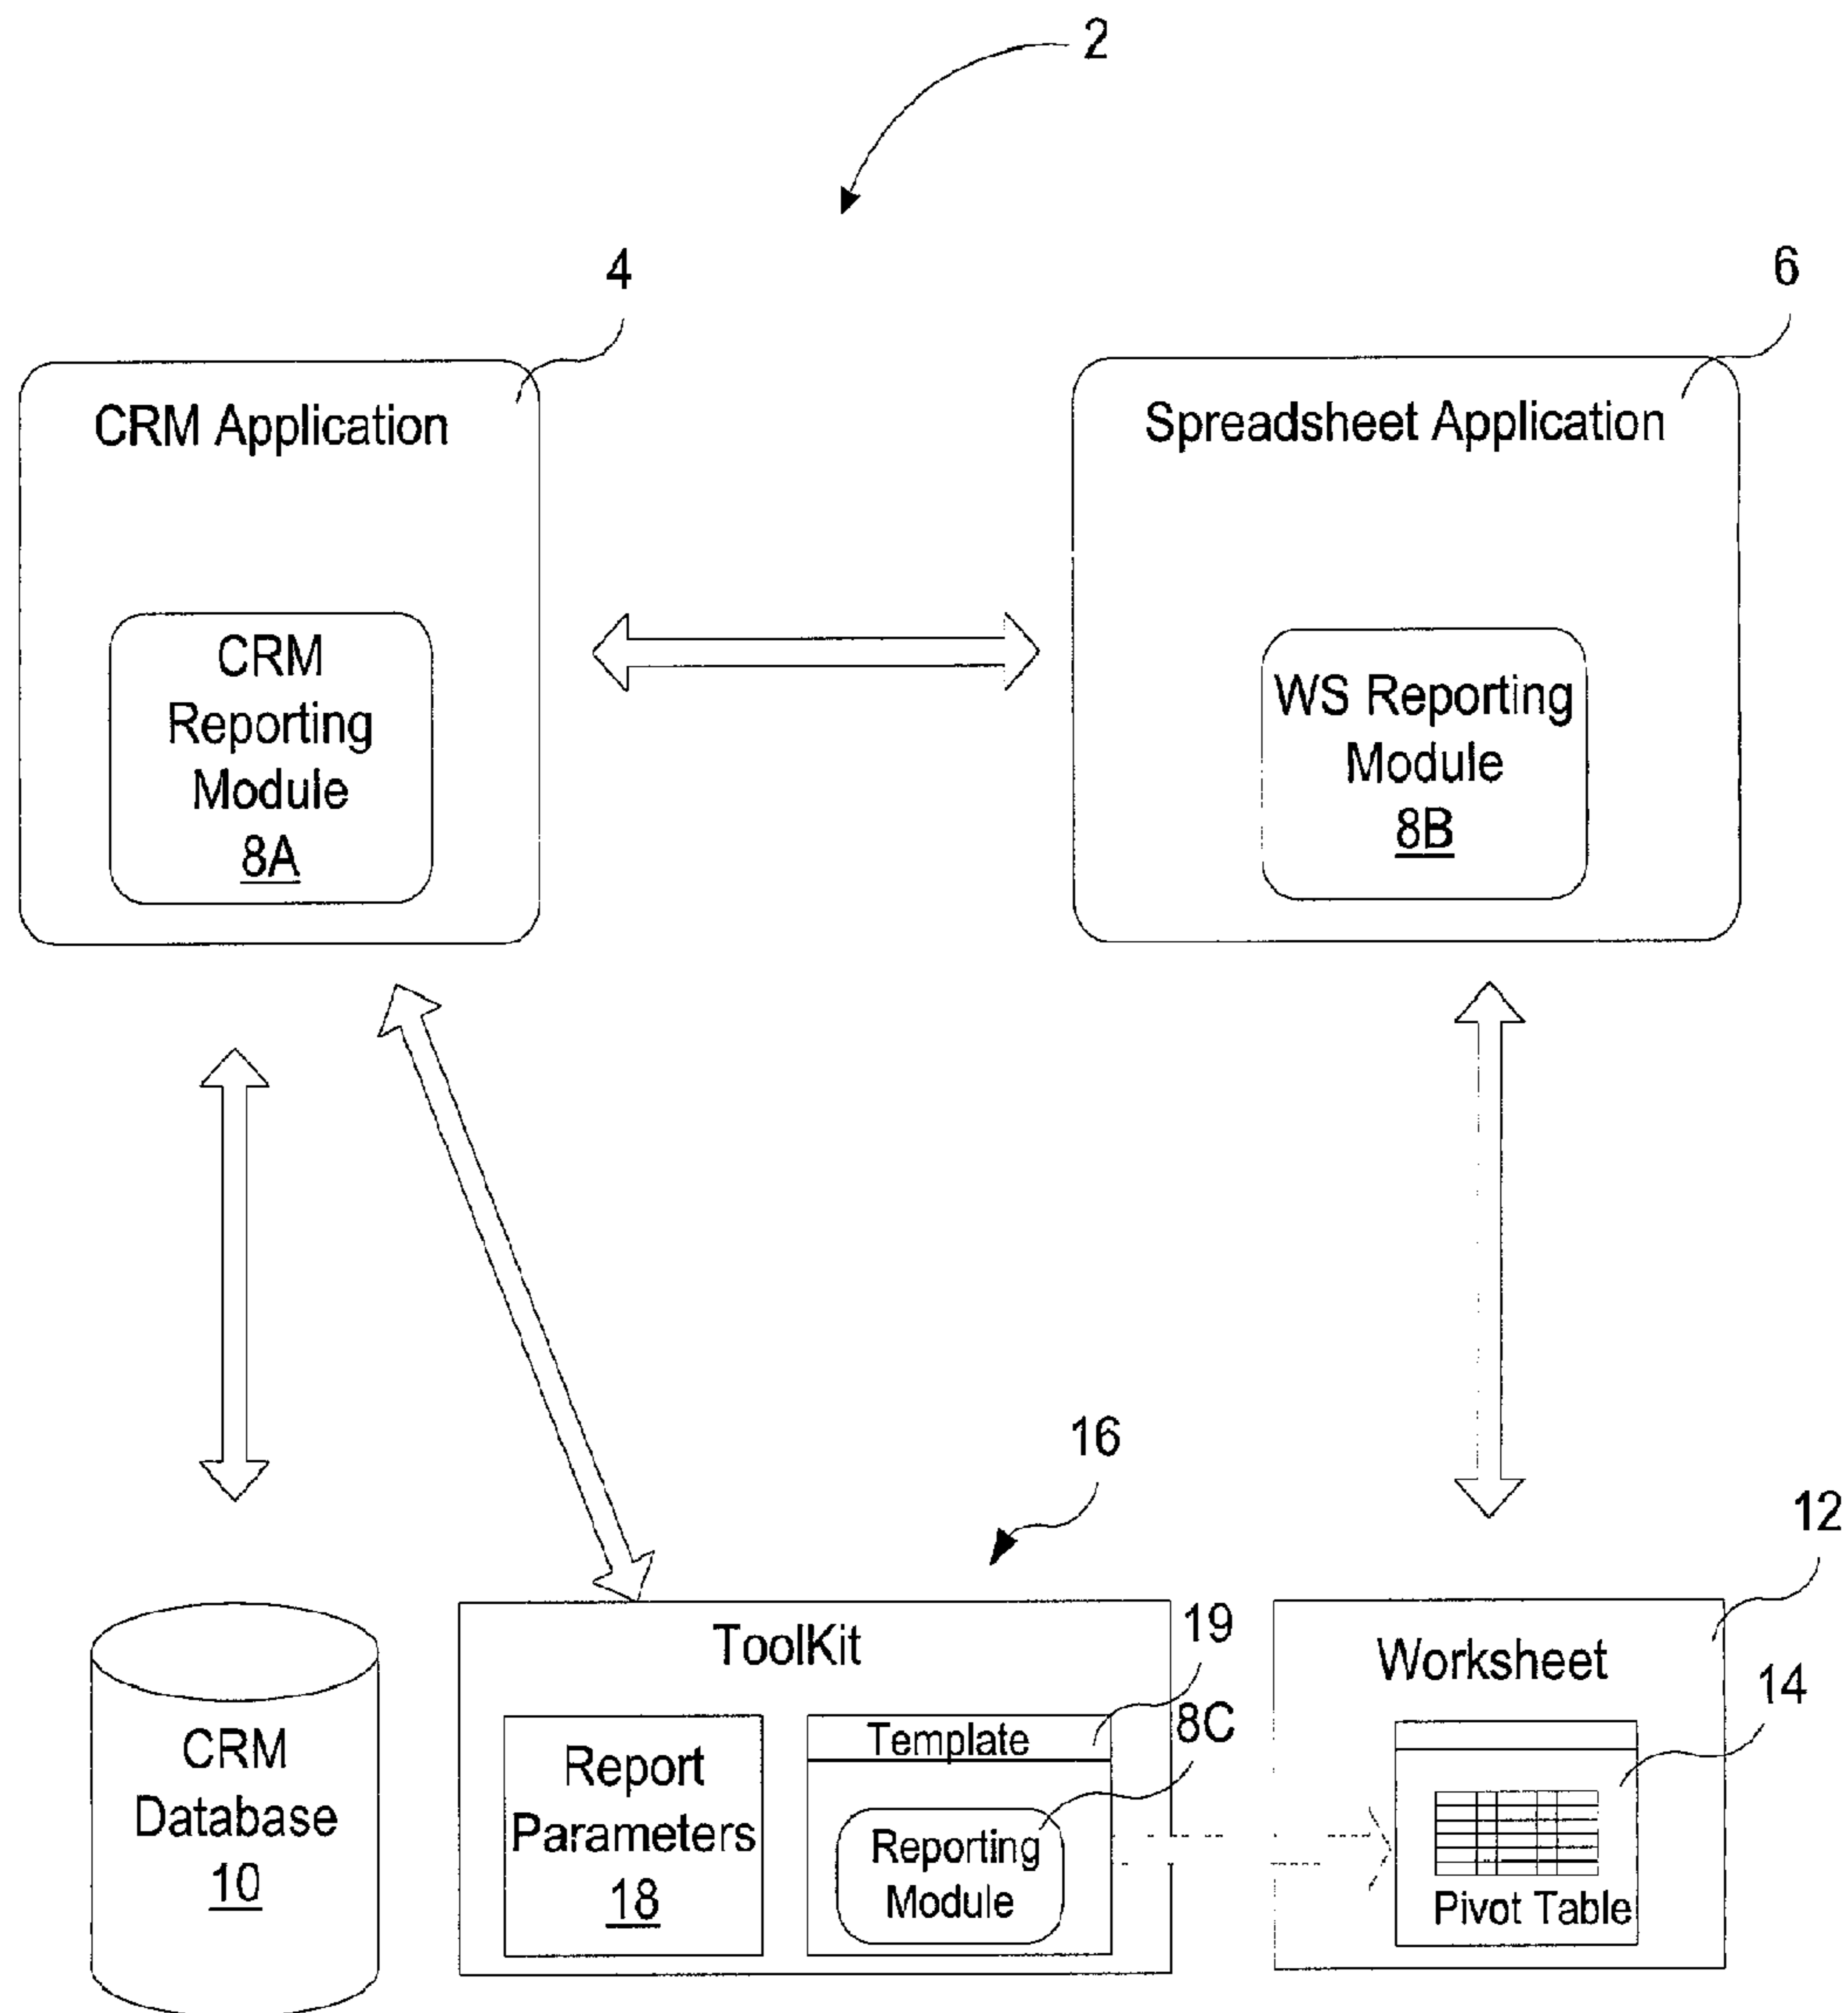 2
4
6
CRM Application
Spreadsheet Application
CRM
Reporting
Module
8A
WS Reporting
Module
8B
16
12
ToolKit
19
Worksheet
8C
14
Template
CRM
Database
10
Report
Parameters
18
Reporting
Module
Pivot Table